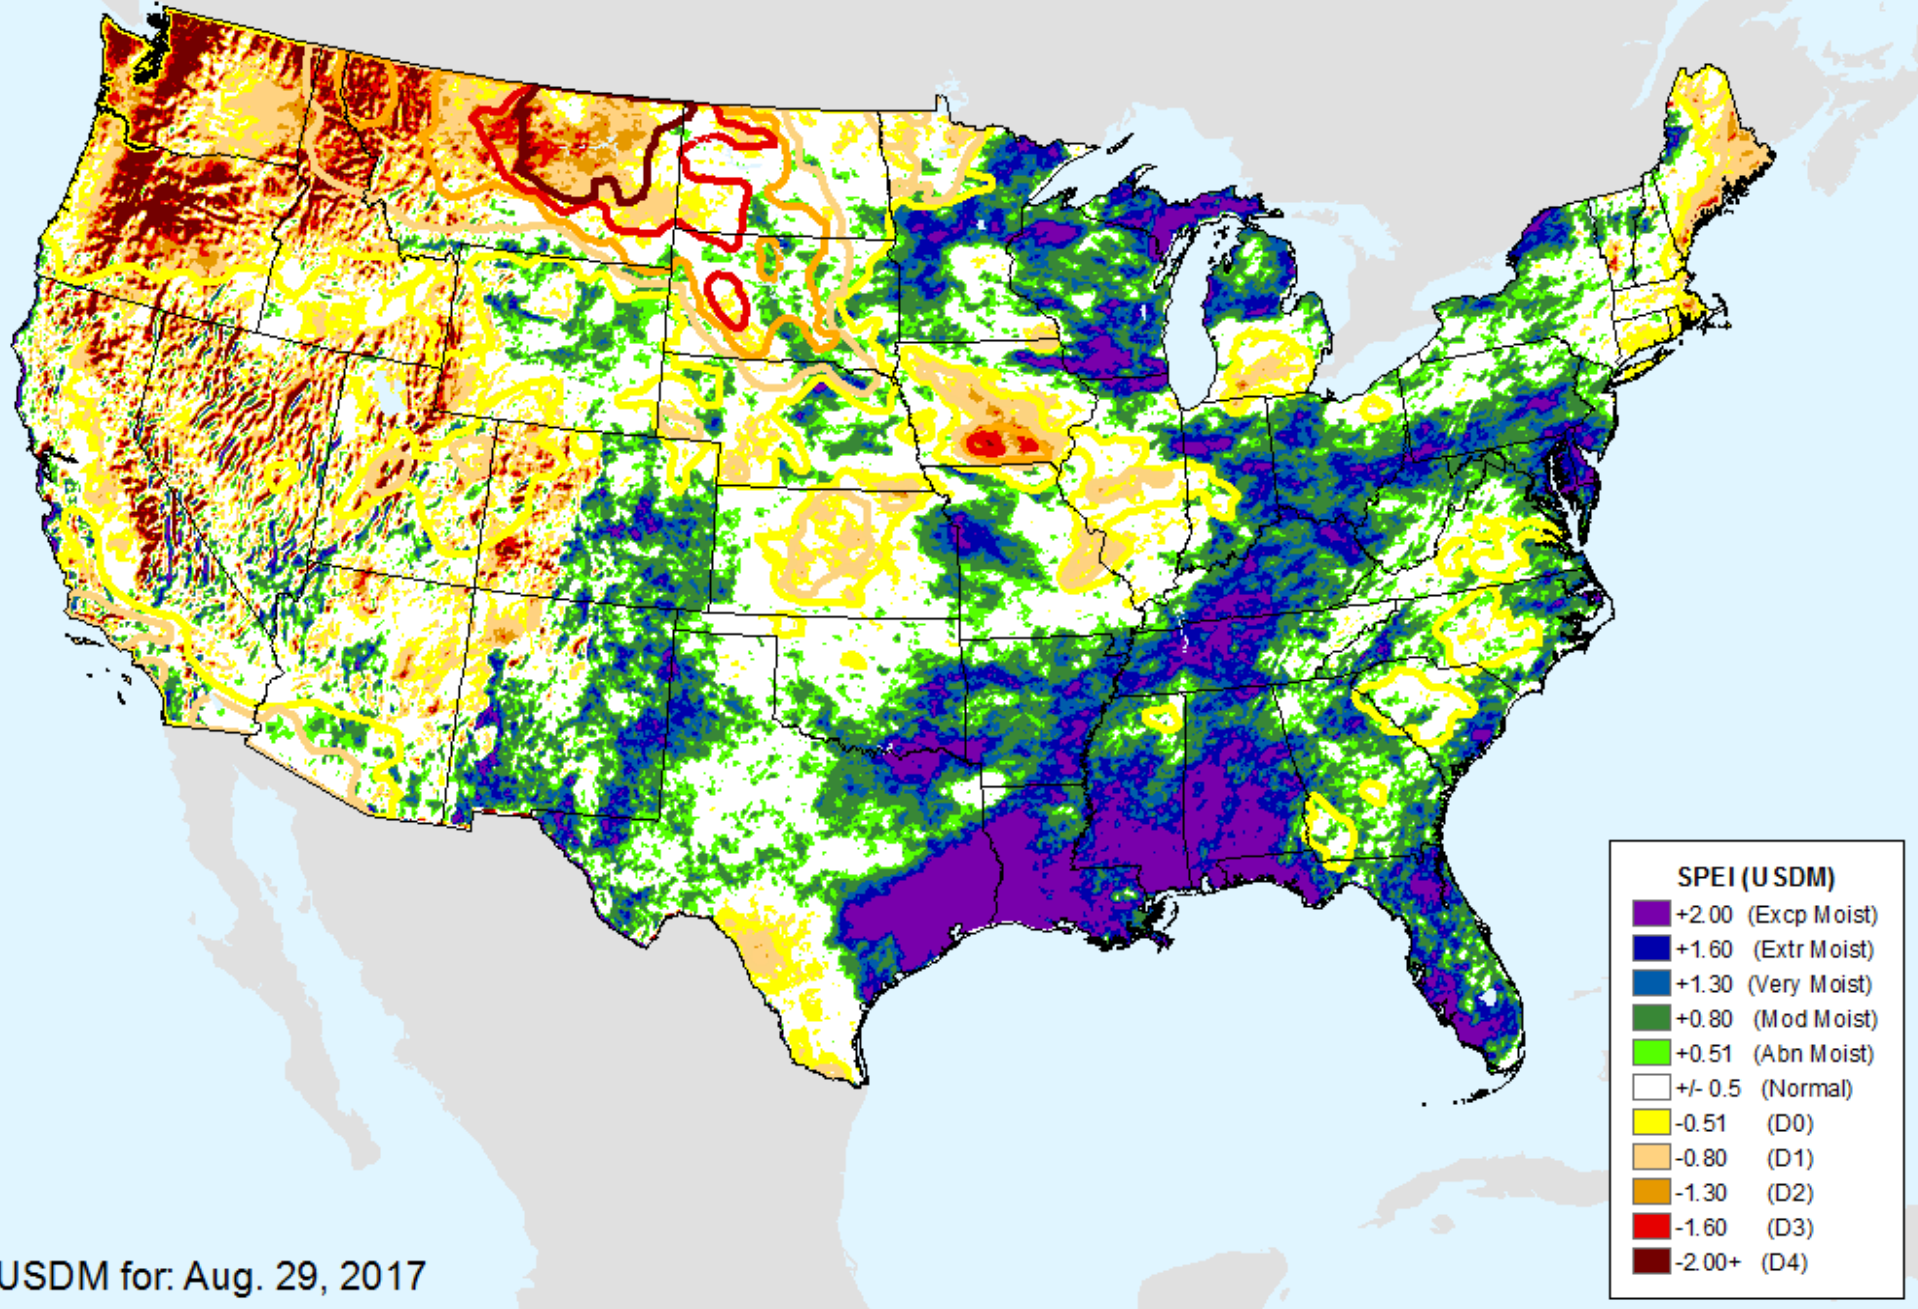 SPEI (USDM)
+2.00 (Excp Moist)
+1.60 (Extr Moist)
+1.30 (Very Moist)
+0.80 (Mod Moist)
+0.51 (Abn Moist)
+/- 0.5 (Normal)
-0.51 (D0)
-0.80 (D1)
-1.30 (D2)
-1.60 (D3)
-2.00+ (D4)
USDM for: Aug. 29, 2017